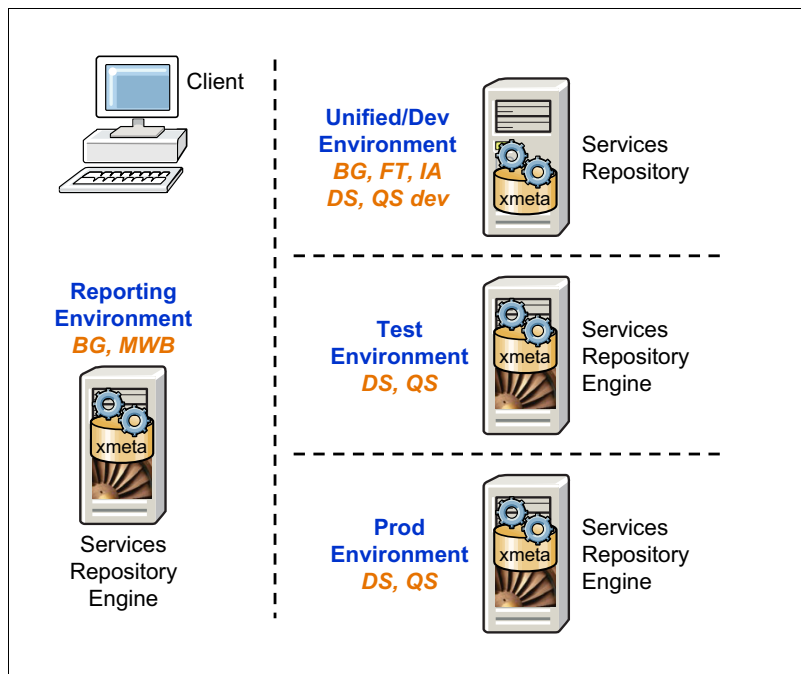 Client
Reporting
Environment
BG, MWB
xmeta
Services
Repository
Engine
Unified/Dev
Environment
BG, FT, IA
DS, QS dev
xmeta
Services
Repository
Test
Environment
DS, QS
xmeta
Services
Repository
Engine
Prod
Environment
DS, QS
xmeta
Services
Repository
Engine